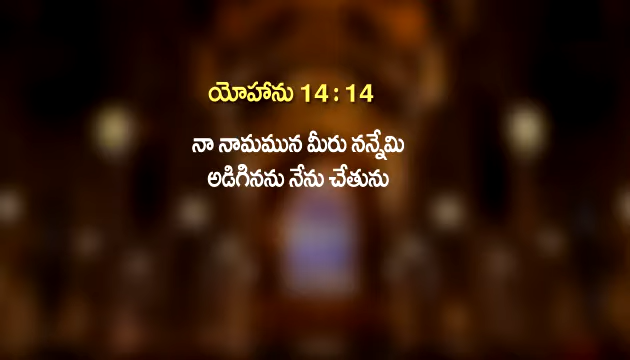 యోహాను 14 : 14
నా నామమున మీరు నన్నేమి
అడిగినను నేను చేతును